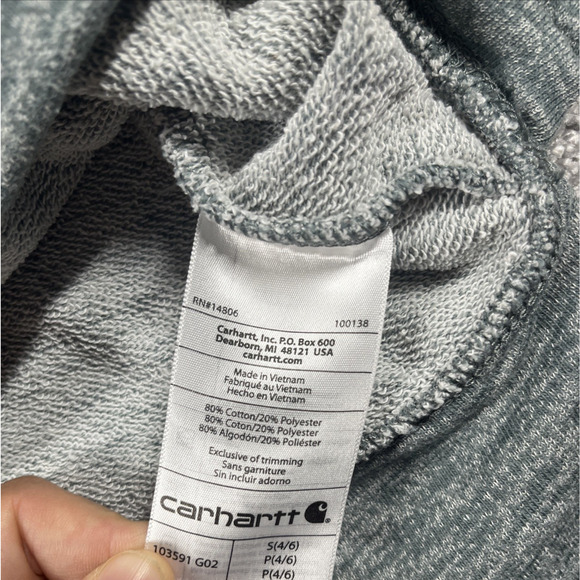 RN#14806 100138
Carhartt, Inc. P.O. Box 600
Dearborn, MI 48121 USA
carhartt.com
Made in Vietnam
Fabriqué au Vietnam
Hecho en Vietnam
80% Cotton/20% Polyester
80% Coton/20% Polyester
80% Algodón/20% Poliéster
Exclusive of trimming
Sans garniture
Sin incluir adorno
carhartt
103591 G02 S(4/6)
P(4/6)
P(4/6)